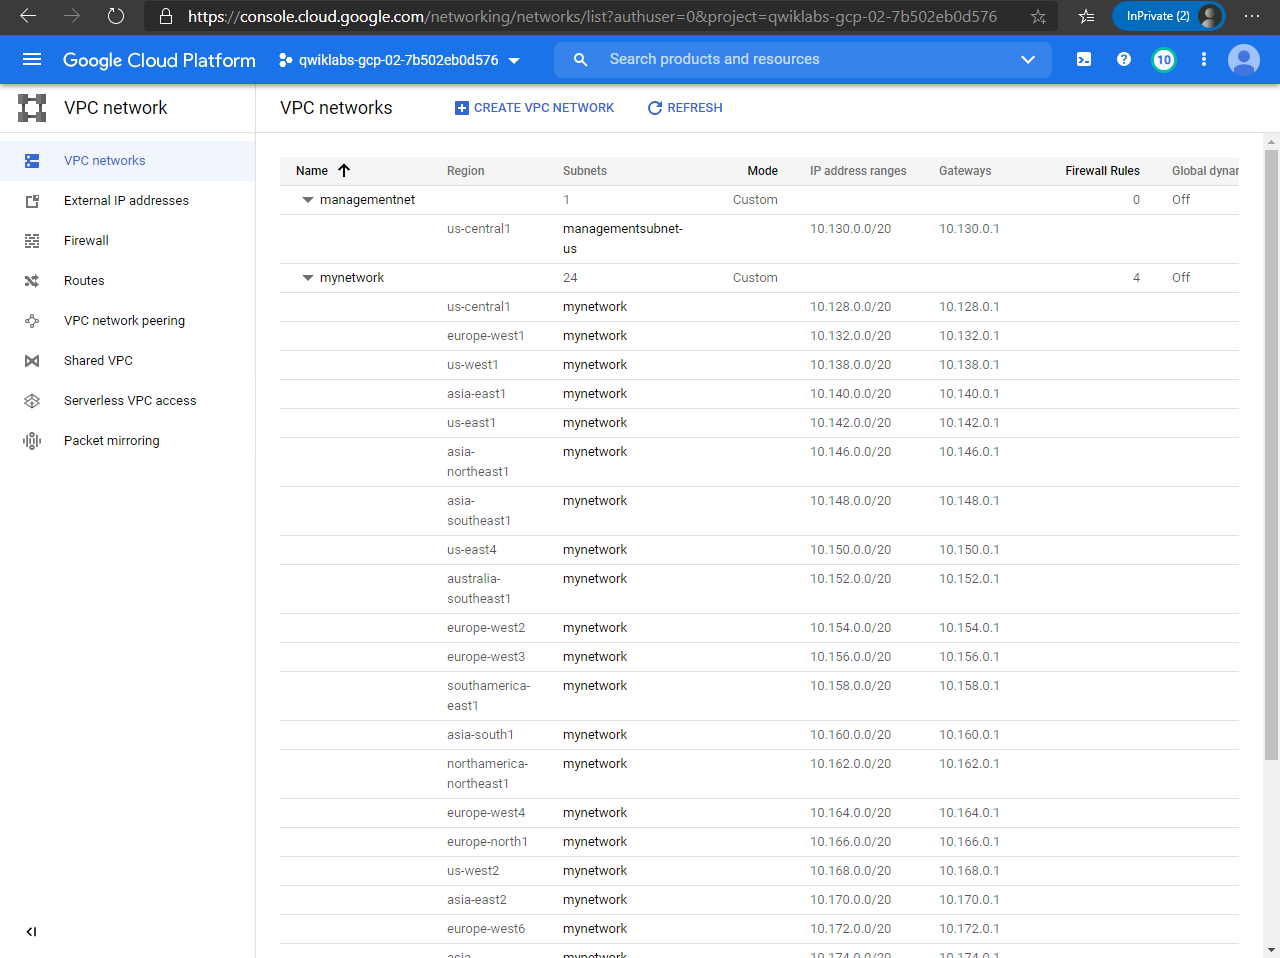 https://console.cloud.google.com/networking/networks/list?authuser=0&project=qwiklabs-gcp-02-7b502eb0d576
InPrivate (2)
Google Cloud Platform
qwiklabs-gcp-02-7b502eb0d576
Search products and resources
10
VPC network
VPC networks
CREATE VPC NETWORK
REFRESH
VPC networks
External IP addresses
Firewall
Routes
VPC network peering
Shared VPC
Serverless VPC access
Packet mirroring
Name Region Subnets Mode IP address ranges Gateways Firewall Rules Global dynar
managementnet 1 Custom 0 Off
us-central1 managementsubnet- 10.130.0.0/20 10.130.0.1
us
mynetwork 24 Custom 4 Off
us-central1 mynetwork 10.128.0.0/20 10.128.0.1
europe-west1 mynetwork 10.132.0.0/20 10.132.0.1
us-west1 mynetwork 10.138.0.0/20 10.138.0.1
asia-east1 mynetwork 10.140.0.0/20 10.140.0.1
us-east1 mynetwork 10.142.0.0/20 10.142.0.1
asia- mynetwork 10.146.0.0/20 10.146.0.1
northeast1
asia- mynetwork 10.148.0.0/20 10.148.0.1
southeast1
us-east4 mynetwork 10.150.0.0/20 10.150.0.1
australia- mynetwork 10.152.0.0/20 10.152.0.1
southeast1
europe-west2 mynetwork 10.154.0.0/20 10.154.0.1
europe-west3 mynetwork 10.156.0.0/20 10.156.0.1
southamerica- mynetwork 10.158.0.0/20 10.158.0.1
east1
asia-south1 mynetwork 10.160.0.0/20 10.160.0.1
northamerica- mynetwork 10.162.0.0/20 10.162.0.1
northeast1
europe-west4 mynetwork 10.164.0.0/20 10.164.0.1
europe-north1 mynetwork 10.166.0.0/20 10.166.0.1
us-west2 mynetwork 10.168.0.0/20 10.168.0.1
asia-east2 mynetwork 10.170.0.0/20 10.170.0.1
europe-west6 mynetwork 10.172.0.0/20 10.172.0.1
asia- mynetwork 10.174.0.0/20 10.174.0.1